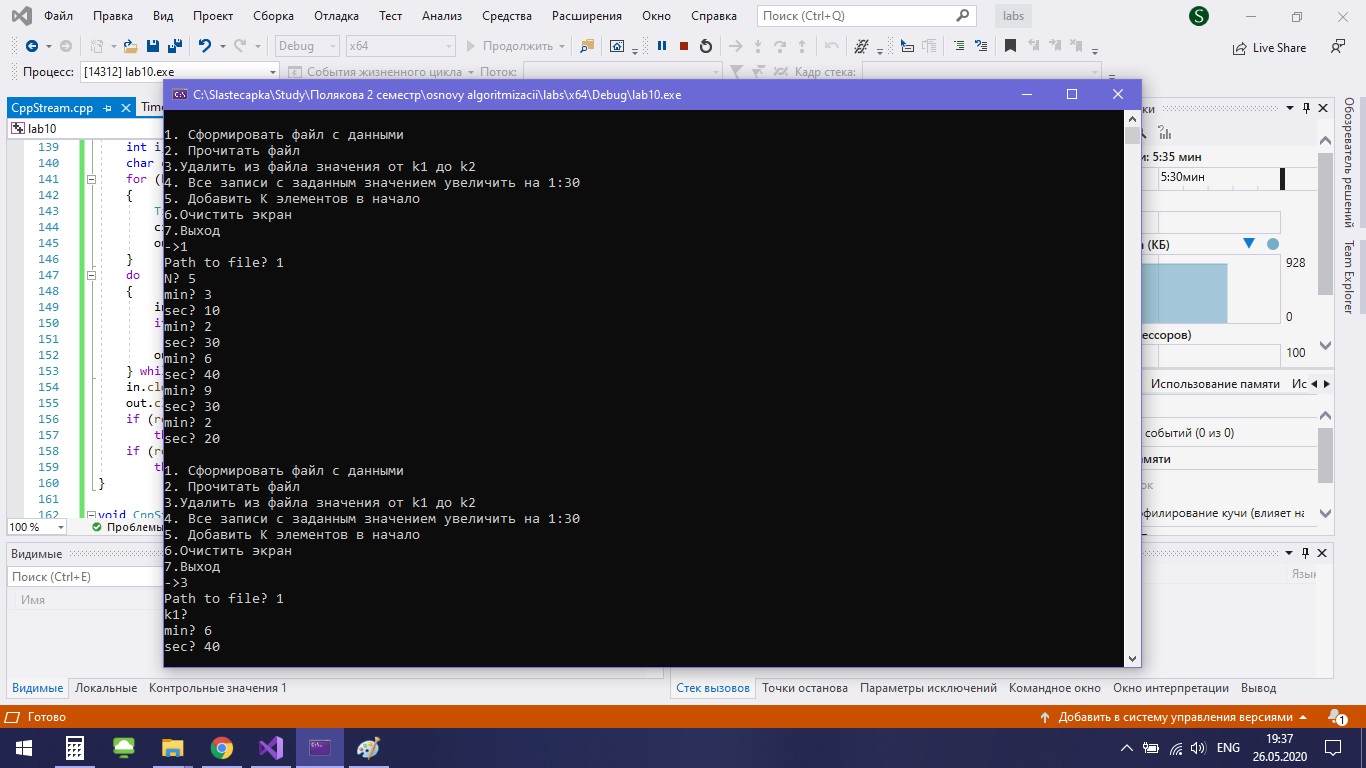 Файл Правка Вид Проект Сборка Отладка Тест Анализ Средства Расширения Окно Справка Поиск (Ctrl+Q) labs S
Debug x64 Продолжить Live Share
Процесс: [14312] lab10.exe События жизненного цикла Поток: Кадр стека:
C:\Slastecapka\Study\Полякова 2 семестр\osnovy algoritmizacii\labs\x64\Debug\lab10.exe
CppStream.cpp Time
lab10
139 int i
140 char
141 for (
142 {
143
144
145
146 }
147 do
148 {
149
150
151
152
153 } whil
154 in.clo
155 out.c
156 if (r
157 th
158 if (r
159 th
160 }
161
162 void CppSt
100 % Проблемы
1. Сформировать файл с данными
2. Прочитать файл
3.Удалить из файла значения от k1 до k2
4. Все записи с заданным значением увеличить на 1:30
5. Добавить К элементов в начало
6.Очистить экран
7.Выход
->1
Path to file? 1
N? 5
min? 3
sec? 10
min? 2
sec? 30
min? 6
sec? 40
min? 9
sec? 30
min? 2
sec? 20
1. Сформировать файл с данными
2. Прочитать файл
3.Удалить из файла значения от k1 до k2
4. Все записи с заданным значением увеличить на 1:30
5. Добавить К элементов в начало
6.Очистить экран
7.Выход
->3
Path to file? 1
k1?
min? 6
sec? 40
ки
и: 5:35 мин
5:30мин
а (КБ)
928
0
ессоров)
100
Использование памяти Ис
событий (0 из 0)
амяти
ок
офилирование кучи (влияет на
Обозреватель решений
Team Explorer
Видимые
Поиск (Ctrl+E)
Имя
Язык
Видимые Локальные Контрольные значения 1
Стек вызовов Точки останова Параметры исключений Командное окно Окно интерпретации Вывод
Готово Добавить в систему управления версиями 1
ENG 19:37
26.05.2020